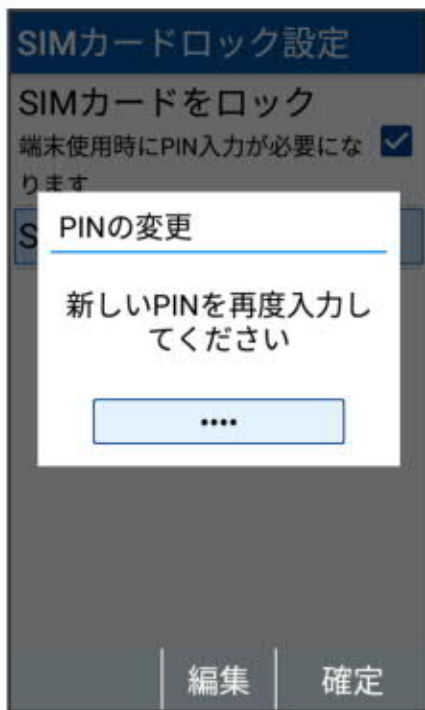 SIMカードロック設定
SIMカードをロック
端末使用時にPIN入力が必要にな
ります
S
PINの変更
新しいPINを再度入力し
てください
••••
編集
確定